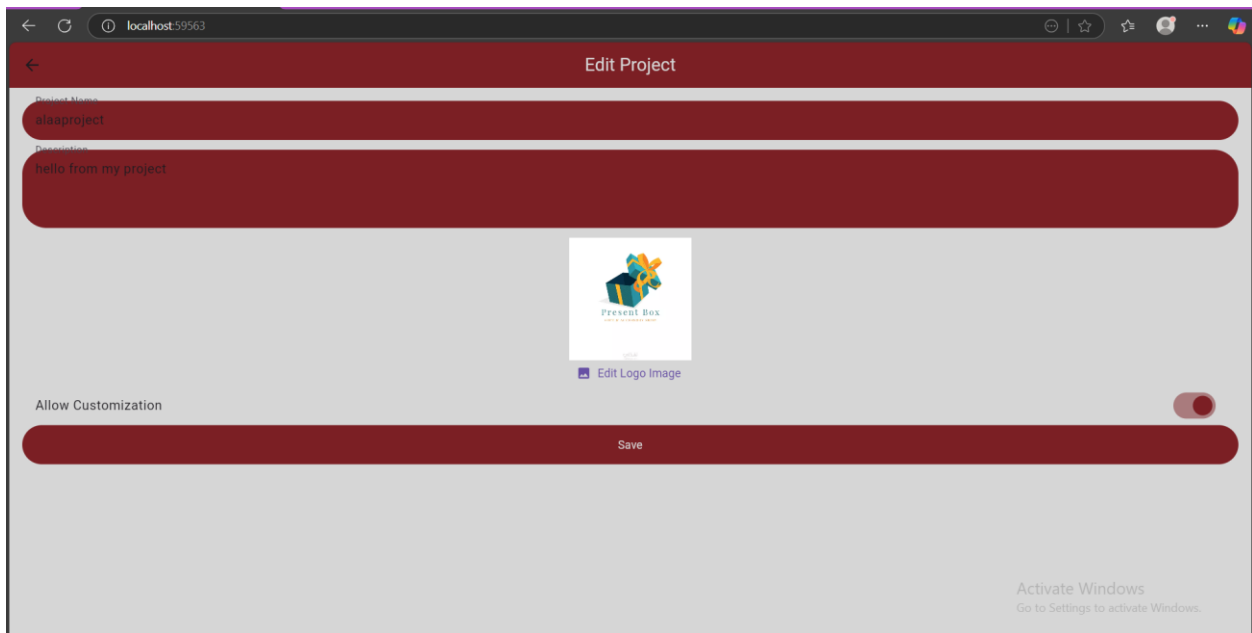 localhost:59563
Edit Project
Project Name
alaaproject
Description
hello from my project
Present Box
Edit Logo Image
Allow Customization
Save
Activate Windows
Go to Settings to activate Windows.